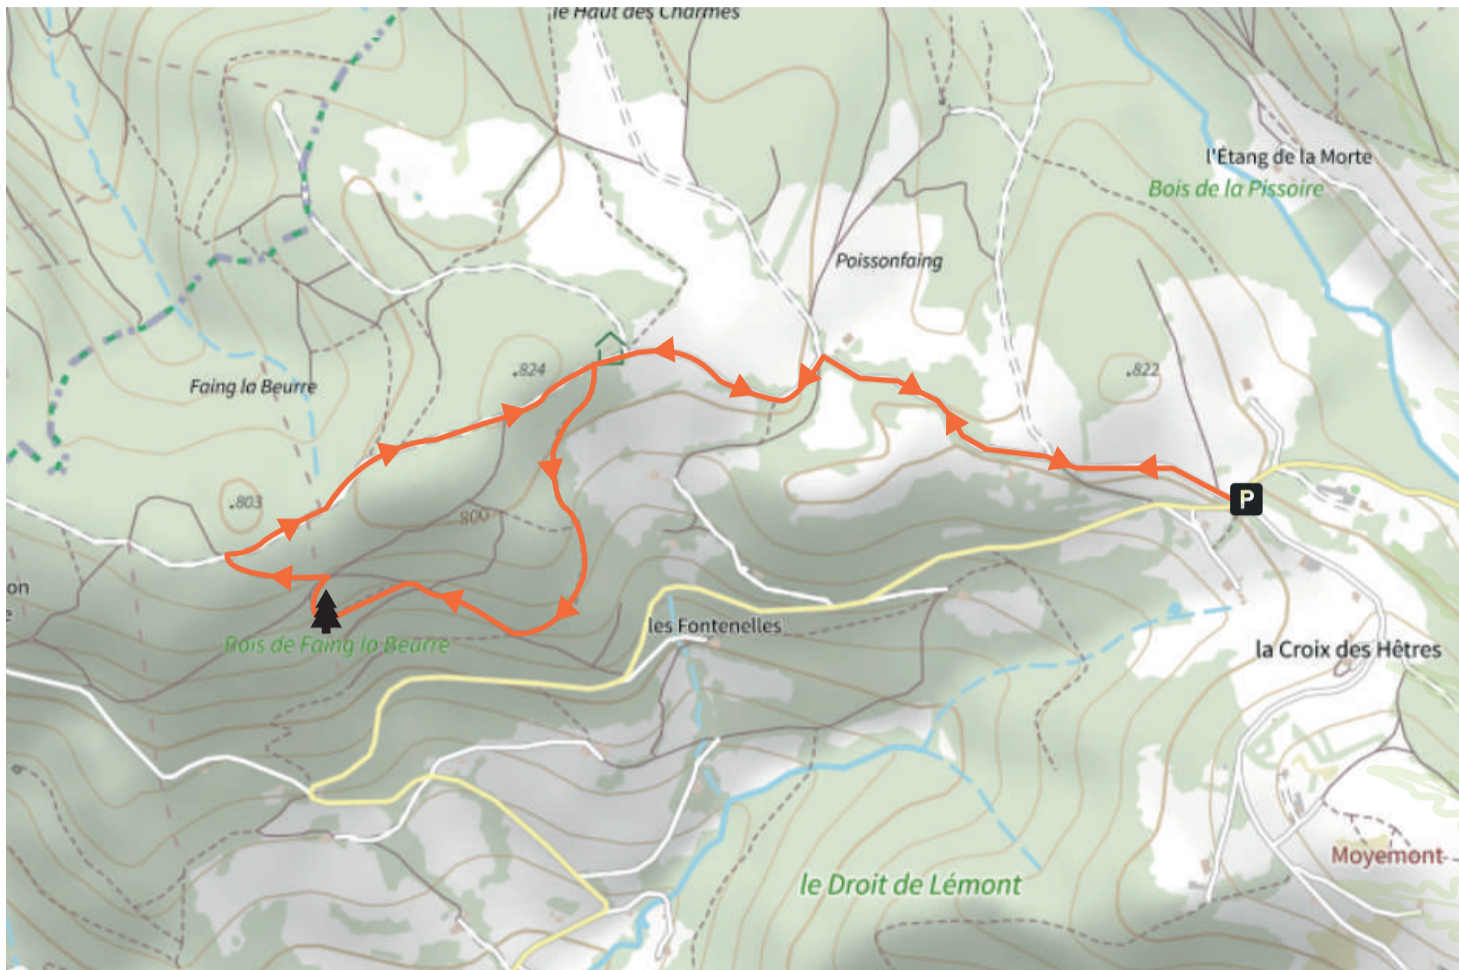 le Haut des Charmes
l'Étang de la Morte
Bois de la Pissoire
Poissonfaing
.824
.822
Faing la Beurre
.803
800
P
on
les Fontenelles
Bois de Faing la Beurre
la Croix des Hêtres
Moyemont
le Droit de Lémont